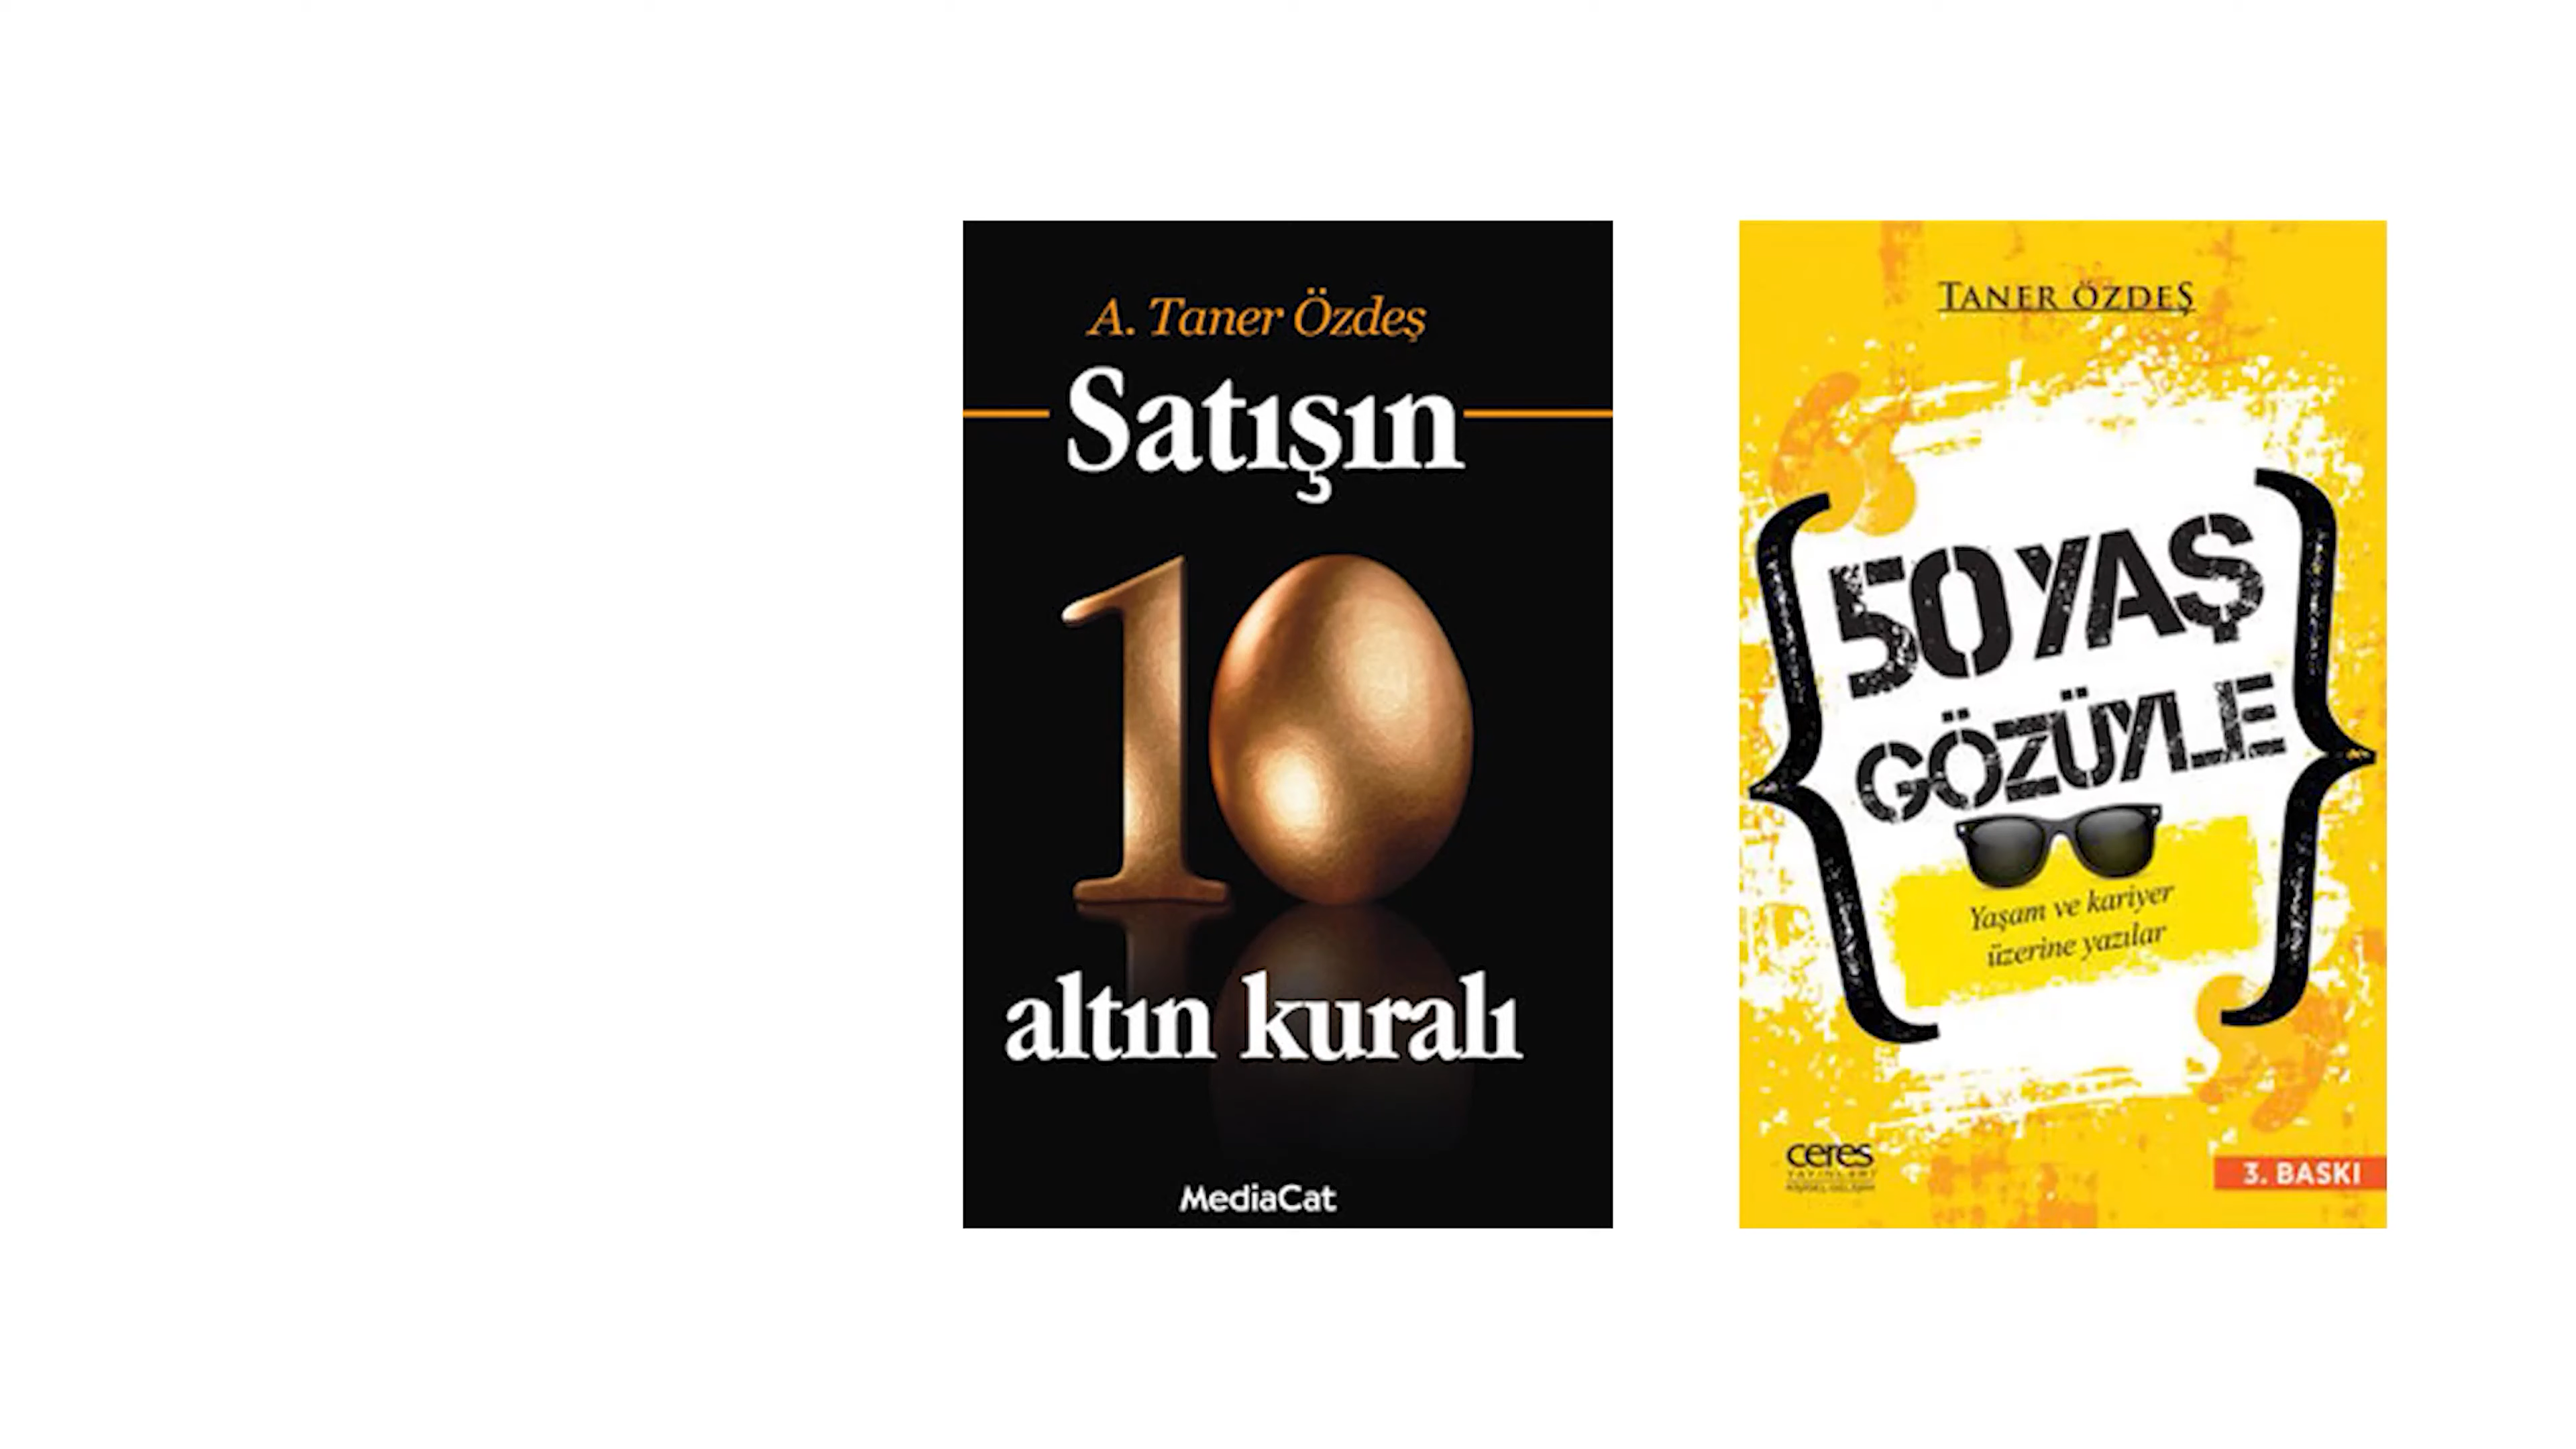 A. Taner Özdeş
Satışın
10
altın kuralı
MediaCat
TANER ÖZDEŞ
50 YAŞ
GÖZÜYLE
Yaşam ve kariyer
üzerine yazılar
ceres
YAYINLARI
3. BASKI